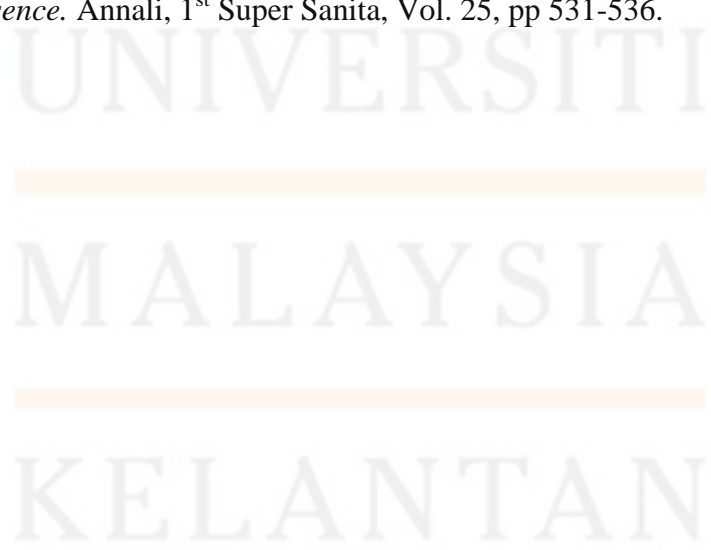 ence. Annali, 1st Super Sanita, Vol. 25, pp 531-536.
UNIVERSITI
MALAYSIA
KELANTAN